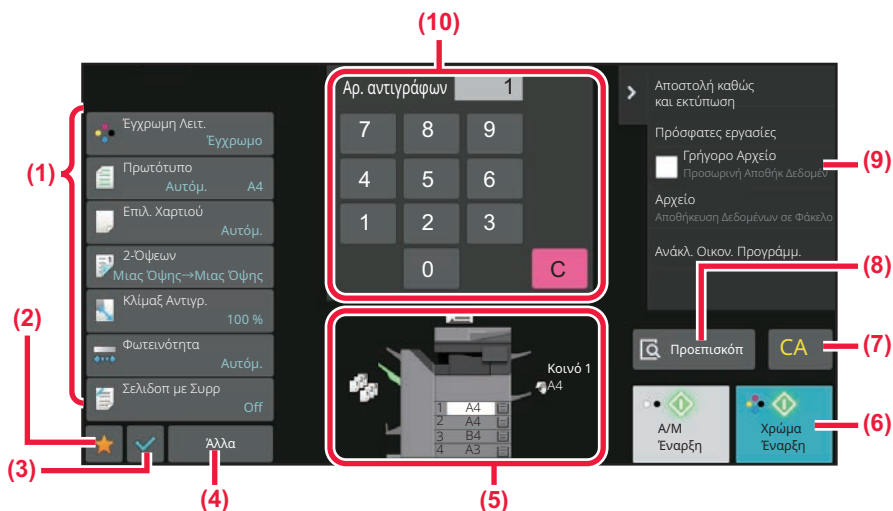 (10)
Αρ. αντιγράφων 1
7 8 9
4 5 6
1 2 3
0 C
(1)
Έγχρωμη Λειτ.
Έγχρωμο
Πρωτότυπο
Αυτόμ. A4
Επιλ. Χαρτιού
Αυτόμ.
2-Όψεων
Μιας Όψης→Μιας Όψης
Κλίμαξ Αντιγρ.
100 %
Φωτεινότητα
Αυτόμ.
Σελιδοπ με Συρρ
Off
(2)
(3)
Άλλα
(4)
Κοινό 1
A4
1 A4
2 A4
3 B4
4 A3
(5)
Αποστολή καθώς
και εκτύπωση
Πρόσφατες εργασίες
Γρήγορο Αρχείο
Προσωρινή Αποθήκ Δεδομέν
(9)
Αρχείο
Αποθήκευση Δεδομένων σε Φάκελο
Ανάκλ. Οικον. Προγράμμ.
(8)
Προεπισκόπ
CA
(7)
Α/Μ
Έναρξη
Χρώμα
Έναρξη
(6)